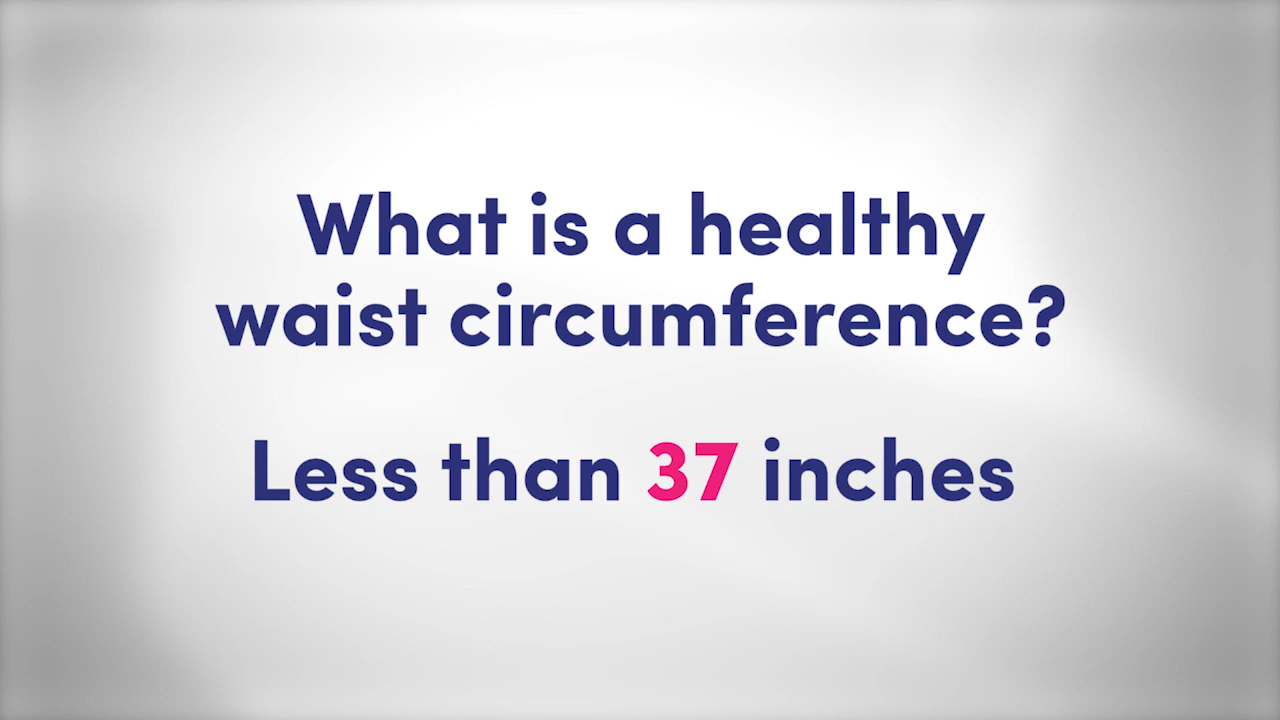 What is a healthy
waist circumference?
Less than 37 inches